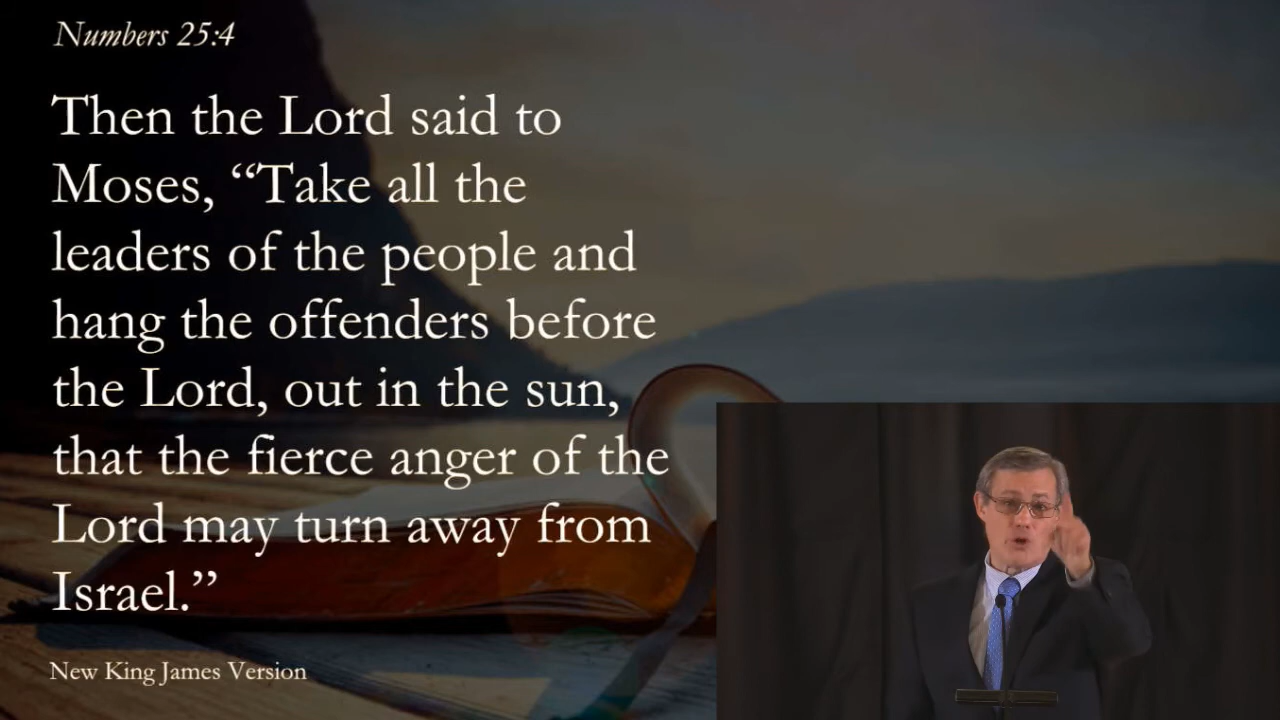 Numbers 25:4
Then the Lord said to
Moses, “Take all the
leaders of the people and
hang the offenders before
the Lord, out in the sun,
that the fierce anger of the
Lord may turn away from
Israel.”
New King James Version